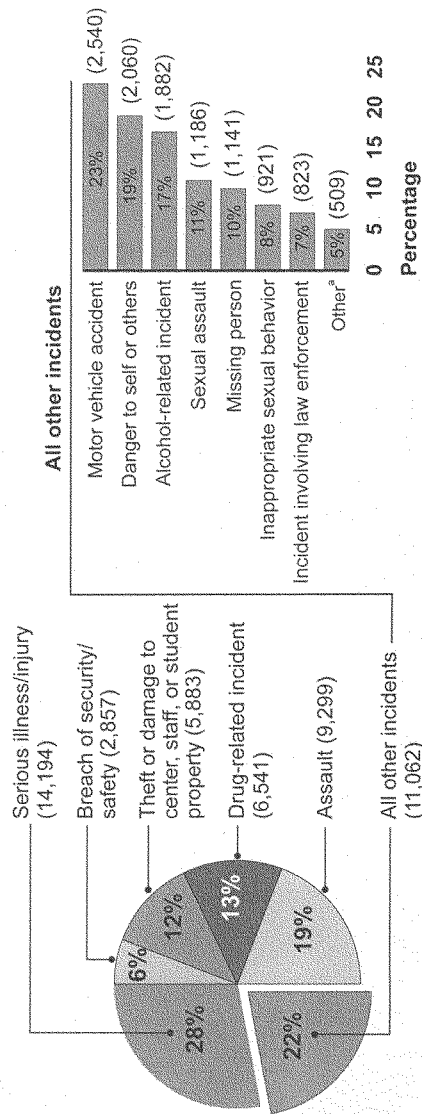 Serious illness/injury
(14,194)
Breach of security/
safety (2,857)
Theft or damage to
center, staff, or student
property (5,883)
Drug-related incident
(6,541)
Assault (9,299)
All other incidents
(11,062)
28%
6%
12%
13%
19%
22%
All other incidents
Motor vehicle accident 23% (2,540)
Danger to self or others 19% (2,060)
Alcohol-related incident 17% (1,882)
Sexual assault 11% (1,186)
Missing person 10% (1,141)
Inappropriate sexual behavior 8% (921)
Incident involving law enforcement 7% (823)
Otherᵃ 5% (509)
0 5 10 15 20 25
Percentage